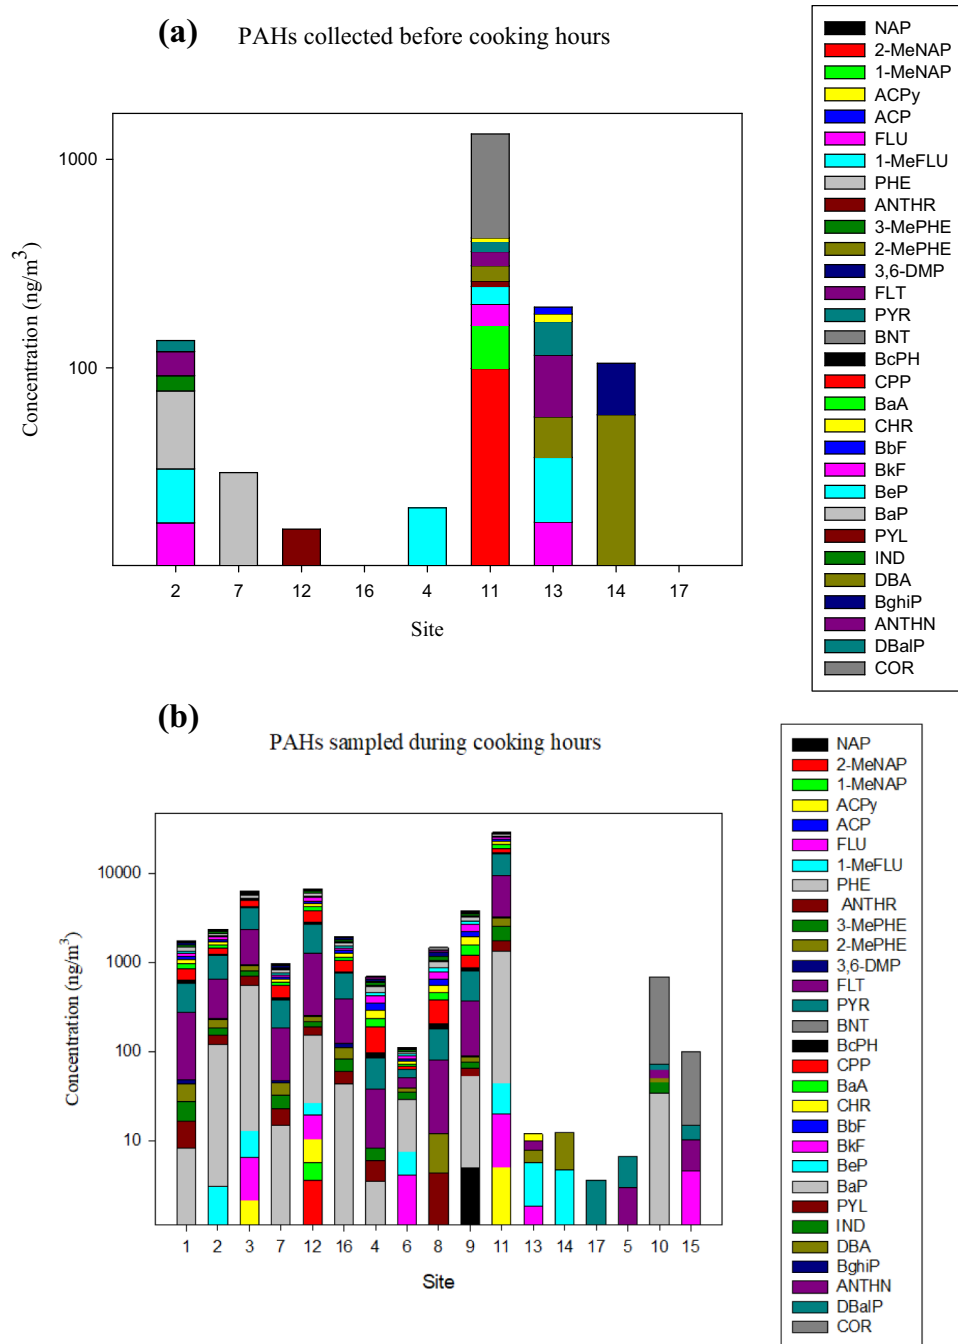 (a) PAHs collected before cooking hours
1000
100
Concentration (ng/m3)
2 7 12 16 4 11 13 14 17
Site
NAP
2-MeNAP
1-MeNAP
ACPy
ACP
FLU
1-MeFLU
PHE
ANTHR
3-MePHE
2-MePHE
3,6-DMP
FLT
PYR
BNT
BcPH
CPP
BaA
CHR
BbF
BkF
BeP
BaP
PYL
IND
DBA
BghiP
ANTHN
DBalP
COR
(b)
PAHs sampled during cooking hours
10000
1000
100
10
Concentration (ng/m3)
1 2 3 7 12 16 4 6 8 9 11 13 14 17 5 10 15
Site
NAP
2-MeNAP
1-MeNAP
ACPy
ACP
FLU
1-MeFLU
PHE
ANTHR
3-MePHE
2-MePHE
3,6-DMP
FLT
PYR
BNT
BcPH
CPP
BaA
CHR
BbF
BkF
BeP
BaP
PYL
IND
DBA
BghiP
ANTHN
DBalP
COR